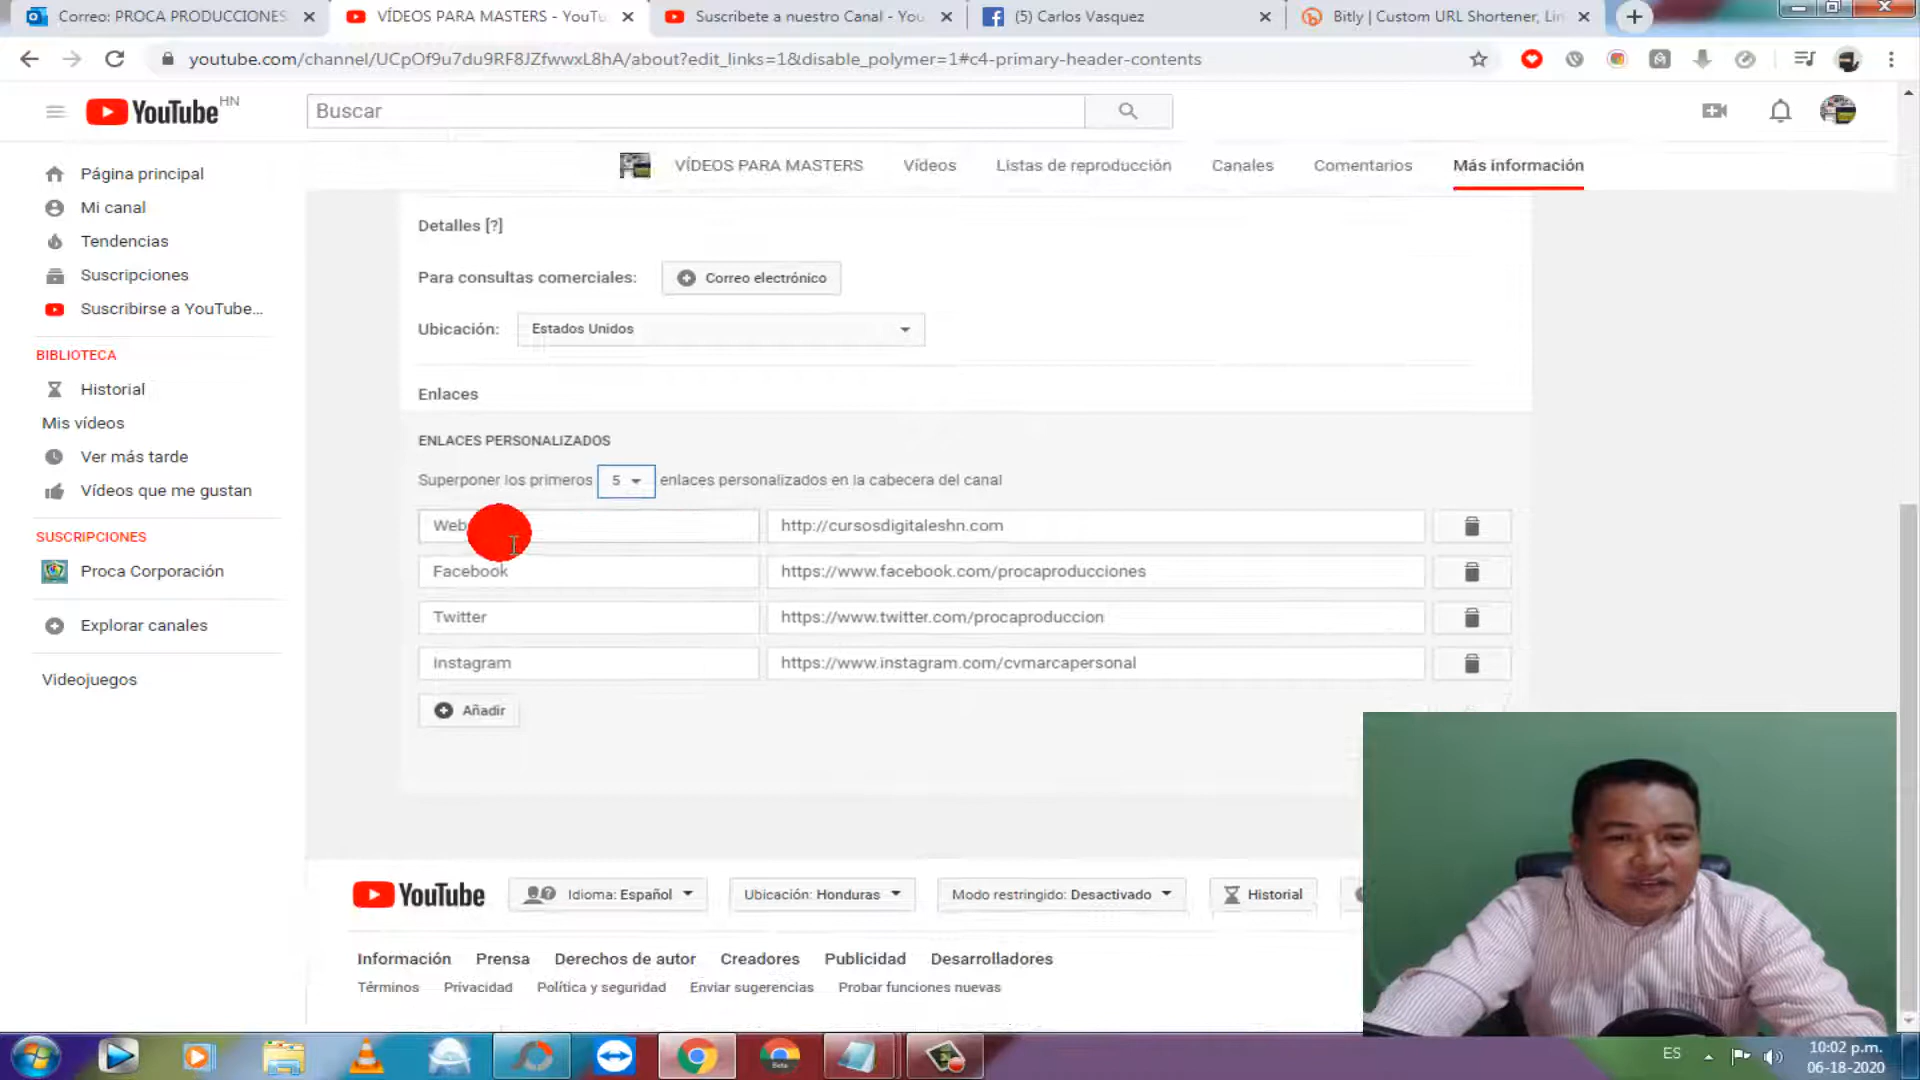 Correo: PROCA PRODUCCIONES
VÍDEOS PARA MASTERS - YouTu
Suscribete a nuestro Canal - You
(5) Carlos Vasquez
Bitly | Custom URL Shortener, Lin
youtube.com/channel/UCpOf9u7du9RF8JZfwwxL8hA/about?edit_links=1&disable_polymer=1#c4-primary-header-contents
YouTube HN
Buscar
VÍDEOS PARA MASTERS
Vídeos
Listas de reproducción
Canales
Comentarios
Más información
Página principal
Mi canal
Tendencias
Suscripciones
Suscribirse a YouTube...
BIBLIOTECA
Historial
Mis vídeos
Ver más tarde
Vídeos que me gustan
SUSCRIPCIONES
Proca Corporación
Explorar canales
Videojuegos
Detalles [?]
Para consultas comerciales:
Correo electrónico
Ubicación:
Estados Unidos
Enlaces
ENLACES PERSONALIZADOS
Superponer los primeros 5 enlaces personalizados en la cabecera del canal
Web
http://cursosdigitaleshn.com
Facebook
https://www.facebook.com/procaproducciones
Twitter
https://www.twitter.com/procaproduccion
Instagram
https://www.instagram.com/cvmarcapersonal
Añadir
YouTube
Idioma: Español
Ubicación: Honduras
Modo restringido: Desactivado
Historial
Información
Prensa
Derechos de autor
Creadores
Publicidad
Desarrolladores
Términos
Privacidad
Política y seguridad
Enviar sugerencias
Probar funciones nuevas
Beta
ES
10:02 p.m.
06-18-2020